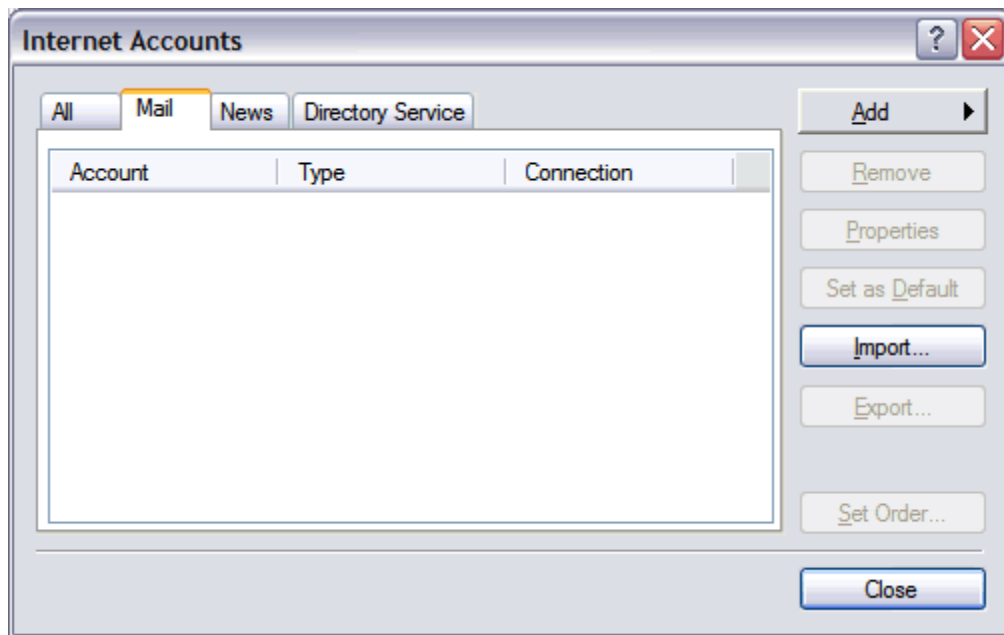 Internet Accounts
All Mail News Directory Service
Account Type Connection
Add
Remove
Properties
Set as Default
Import...
Export...
Set Order...
Close